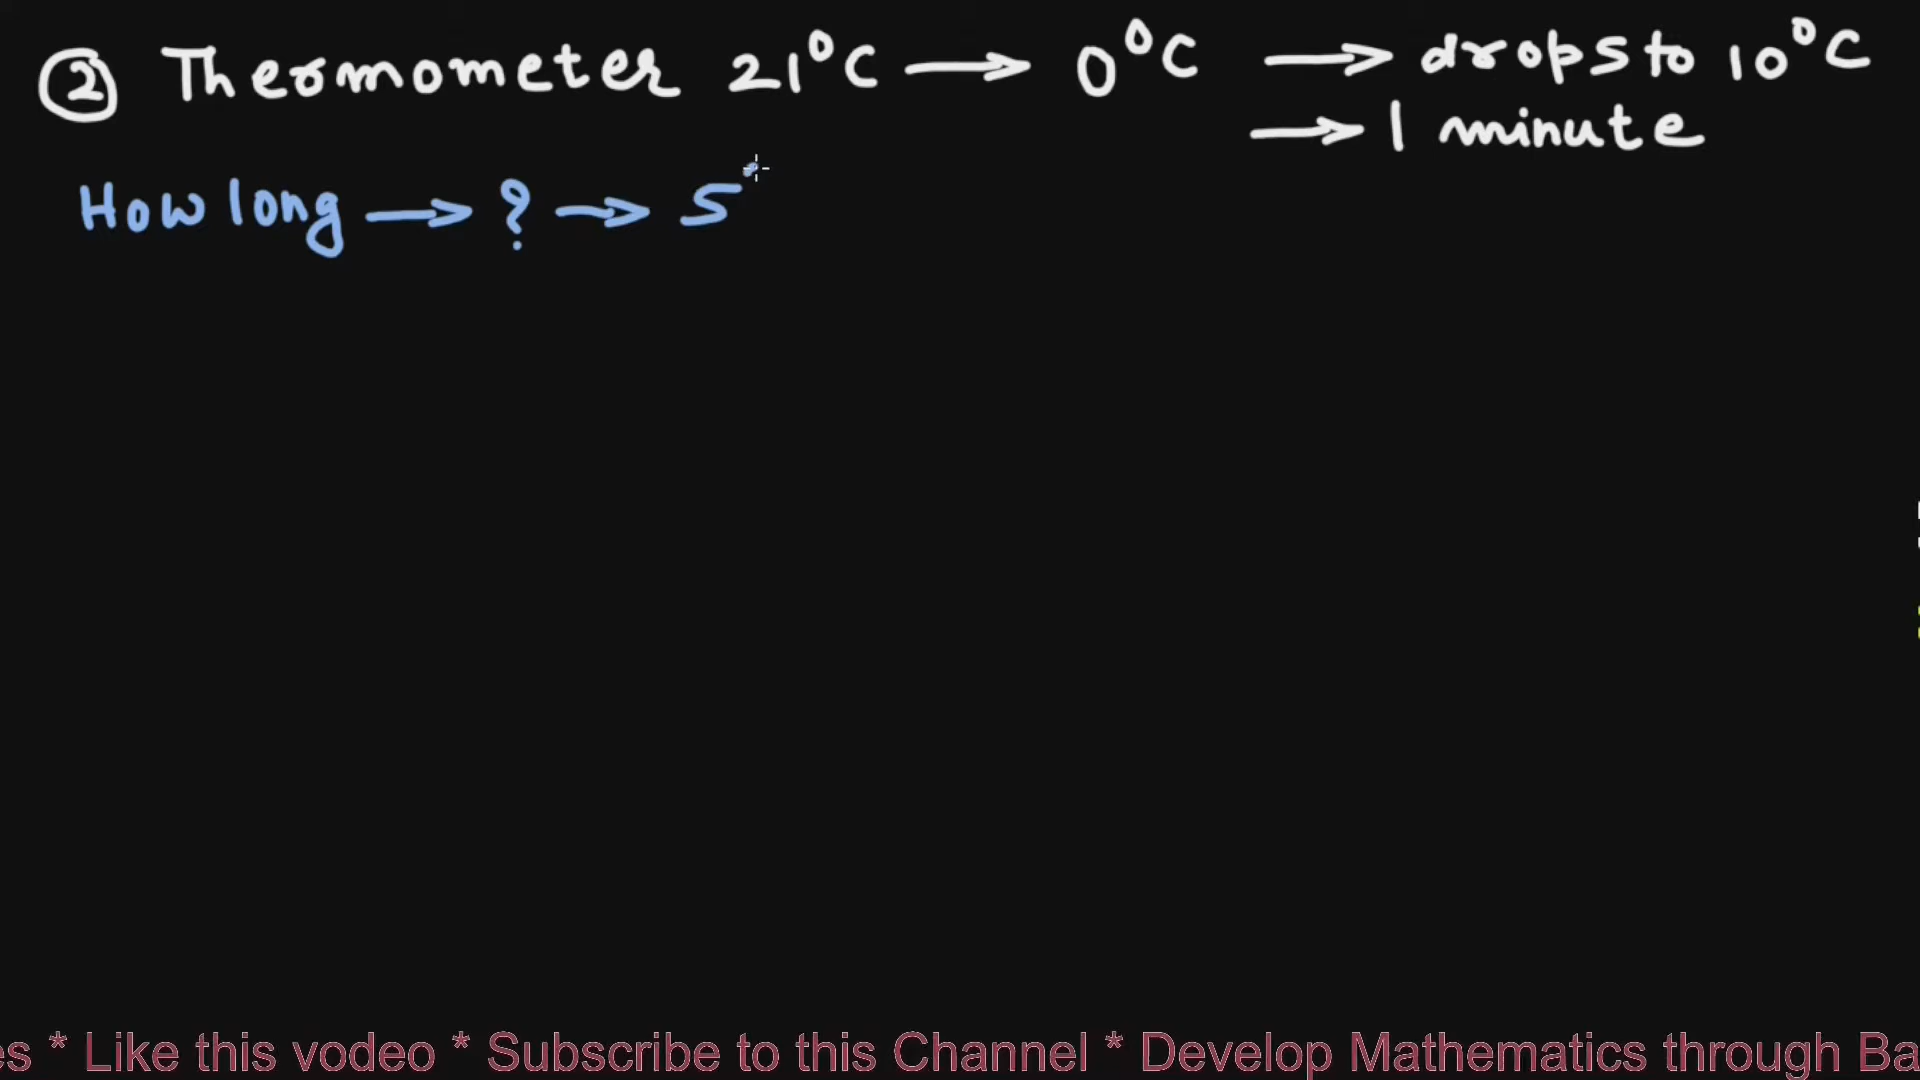 ② Thermometer 21°C → 0°C → drops to 10°C
→ 1 minute
How long → ? → 5
es * Like this vodeo * Subscribe to this Channel * Develop Mathematics through Ba